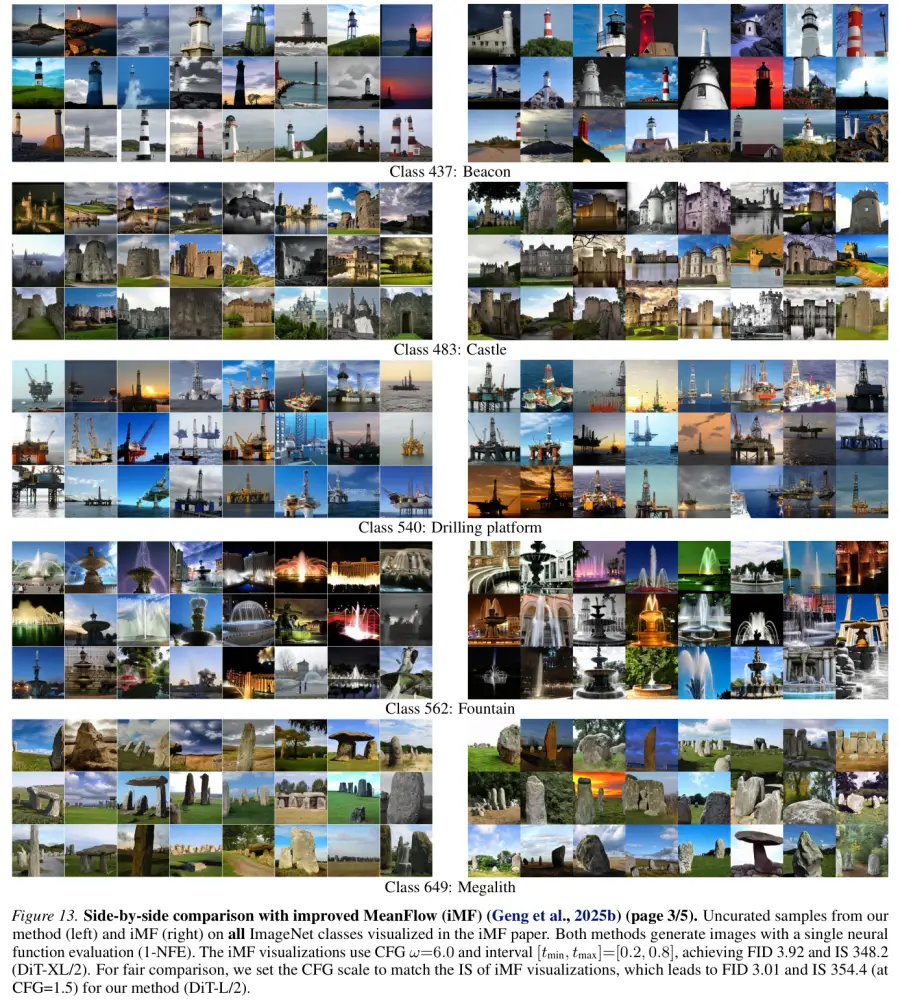 Class 437: Beacon
Class 483: Castle
Class 540: Drilling platform
Class 562: Fountain
Class 649: Megalith
Figure 13. Side-by-side comparison with improved MeanFlow (iMF) (Geng et al., 2025b) (page 3/5). Uncurated samples from our
method (left) and iMF (right) on all ImageNet classes visualized in the iMF paper. Both methods generate images with a single neural
function evaluation (1-NFE). The iMF visualizations use CFG ω=6.0 and interval [tmin, tmax]=[0.2, 0.8], achieving FID 3.92 and IS 348.2
(DiT-XL/2). For fair comparison, we set the CFG scale to match the IS of iMF visualizations, which leads to FID 3.01 and IS 354.4 (at
CFG=1.5) for our method (DiT-L/2).